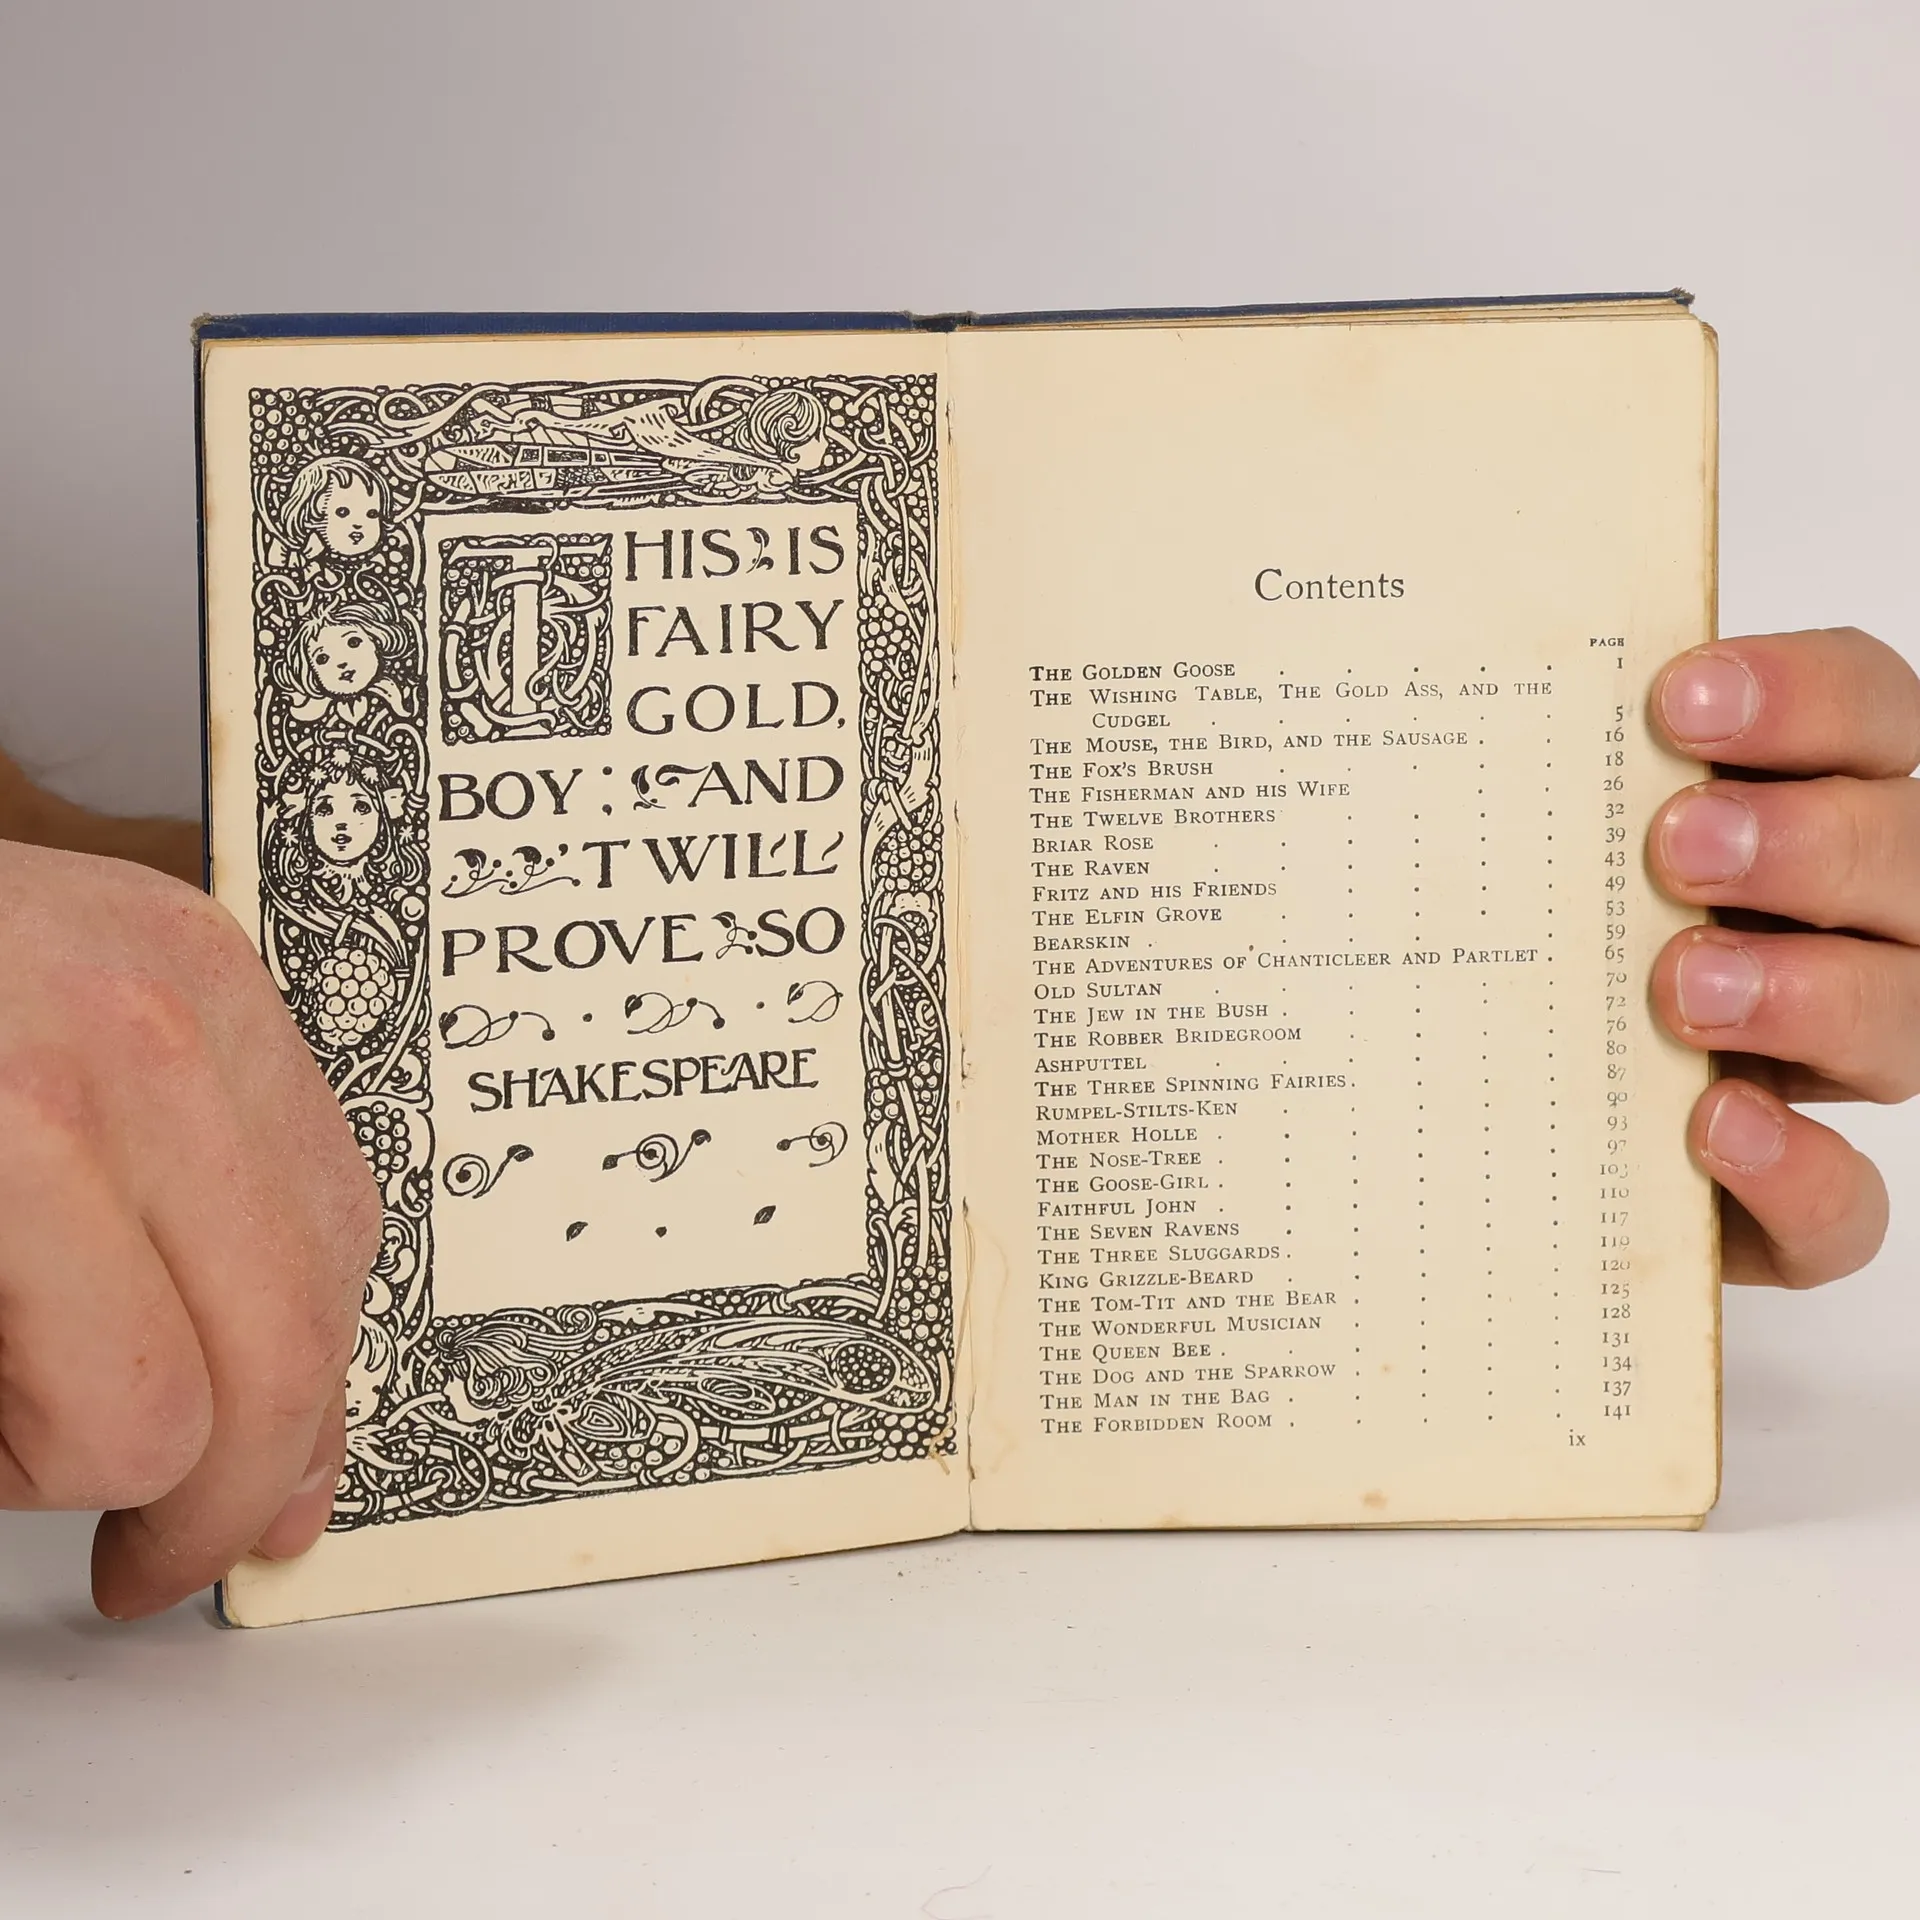 THIS IS
FAIRY
GOLD,
BOY; AND
'T WILL
PROVE SO
SHAKESPEARE
Contents
PAGE
THE GOLDEN GOOSE . . . . . 1
THE WISHING TABLE, THE GOLD ASS, AND THE
CUDGEL . . . . . . 5
THE MOUSE, THE BIRD, AND THE SAUSAGE . . 16
THE FOX'S BRUSH . . . . . 18
THE FISHERMAN AND HIS WIFE . . 26
THE TWELVE BROTHERS . . . . 32
BRIAR ROSE . . . . . . 39
THE RAVEN . . . . . . 43
FRITZ AND HIS FRIENDS . . . . 49
THE ELFIN GROVE . . . . . 53
BEARSKIN . . . . . . 59
THE ADVENTURES OF CHANTICLEER AND PARTLET . 65
OLD SULTAN . . . . . . 70
THE JEW IN THE BUSH . . . . . 72
THE ROBBER BRIDEGROOM . . . . 76
ASHPUTTEL . . . . . . 80
THE THREE SPINNING FAIRIES . . . . 87
RUMPEL-STILTS-KEN . . . . . 90
MOTHER HOLLE . . . . . . 93
THE NOSE-TREE . . . . . . 97
THE GOOSE-GIRL . . . . . . 103
FAITHFUL JOHN . . . . . . 110
THE SEVEN RAVENS . . . . . 117
THE THREE SLUGGARDS . . . . . 119
KING GRIZZLE-BEARD . . . . . 120
THE TOM-TIT AND THE BEAR . . . . 125
THE WONDERFUL MUSICIAN . . . . 128
THE QUEEN BEE . . . . . . 131
THE DOG AND THE SPARROW . . . . 134
THE MAN IN THE BAG . . . . . 137
THE FORBIDDEN ROOM . . . . . 141
ix